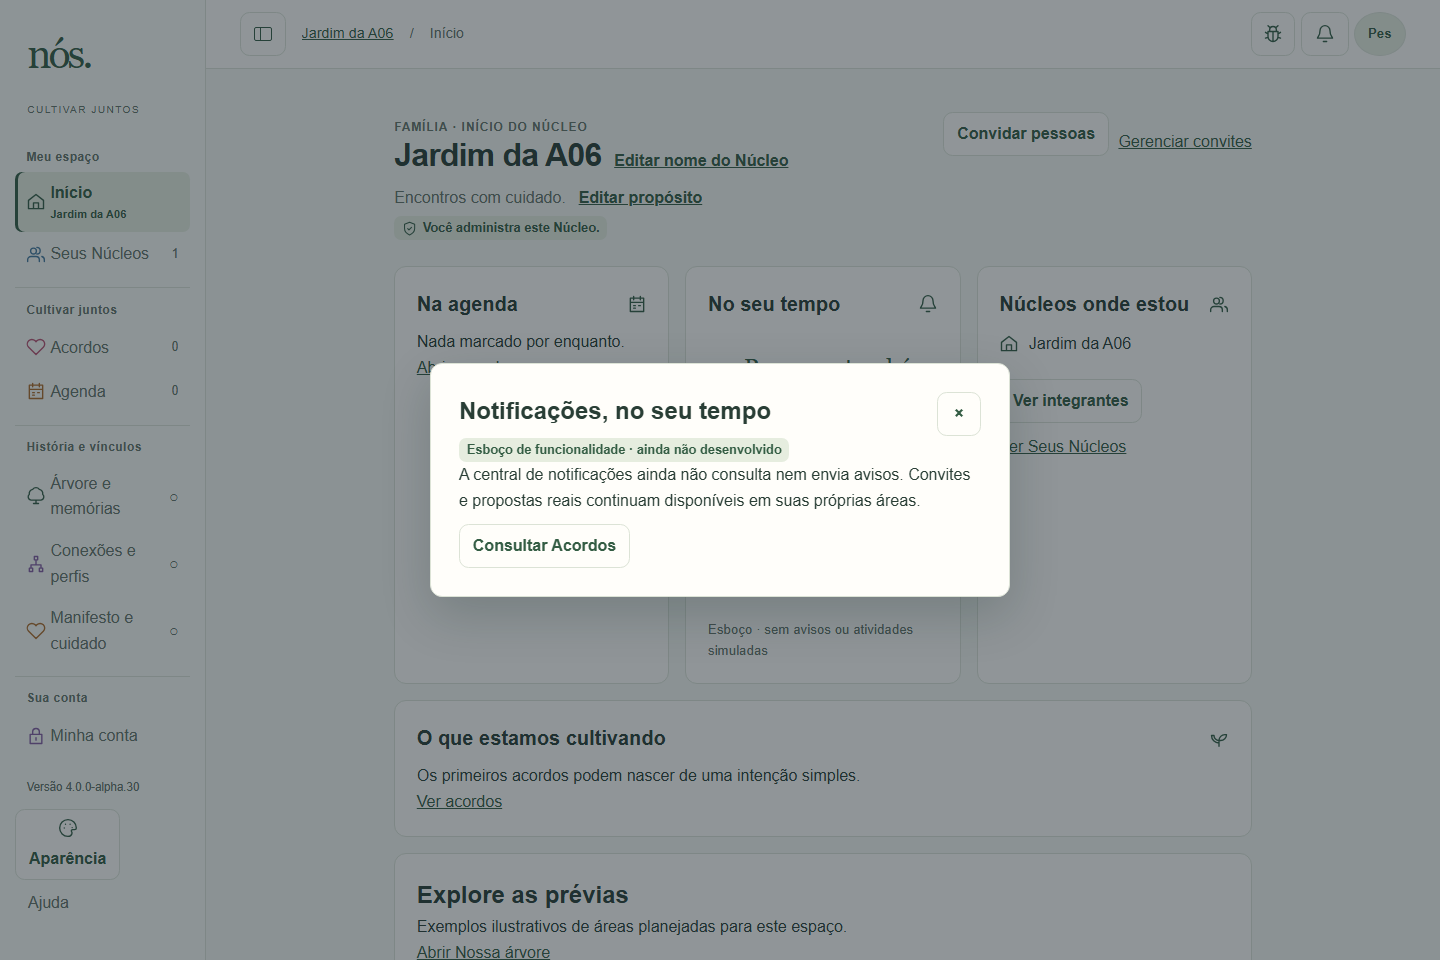 nós.
CULTIVAR JUNTOS
Meu espaço
Início
Jardim da A06
Seus Núcleos 1
Cultivar juntos
Acordos 0
Agenda 0
História e vínculos
Árvore e
memórias
Conexões e
perfis
Manifesto e
cuidado
Sua conta
Minha conta
Versão 4.0.0-alpha.30
Aparência
Ajuda
Jardim da A06 / Início
Pes
FAMÍLIA · INÍCIO DO NÚCLEO
Jardim da A06 Editar nome do Núcleo
Convidar pessoas
Gerenciar convites
Encontros com cuidado. Editar propósito
Você administra este Núcleo.
Na agenda
Nada marcado por enquanto.
No seu tempo
Núcleos onde estou
Jardim da A06
Ver integrantes
Seus Núcleos
Notificações, no seu tempo
×
Esboço de funcionalidade · ainda não desenvolvido
A central de notificações ainda não consulta nem envia avisos. Convites
e propostas reais continuam disponíveis em suas próprias áreas.
Consultar Acordos
Esboço · sem avisos ou atividades
simuladas
O que estamos cultivando
Os primeiros acordos podem nascer de uma intenção simples.
Ver acordos
Explore as prévias
Exemplos ilustrativos de áreas planejadas para este espaço.
Abrir Nossa árvore